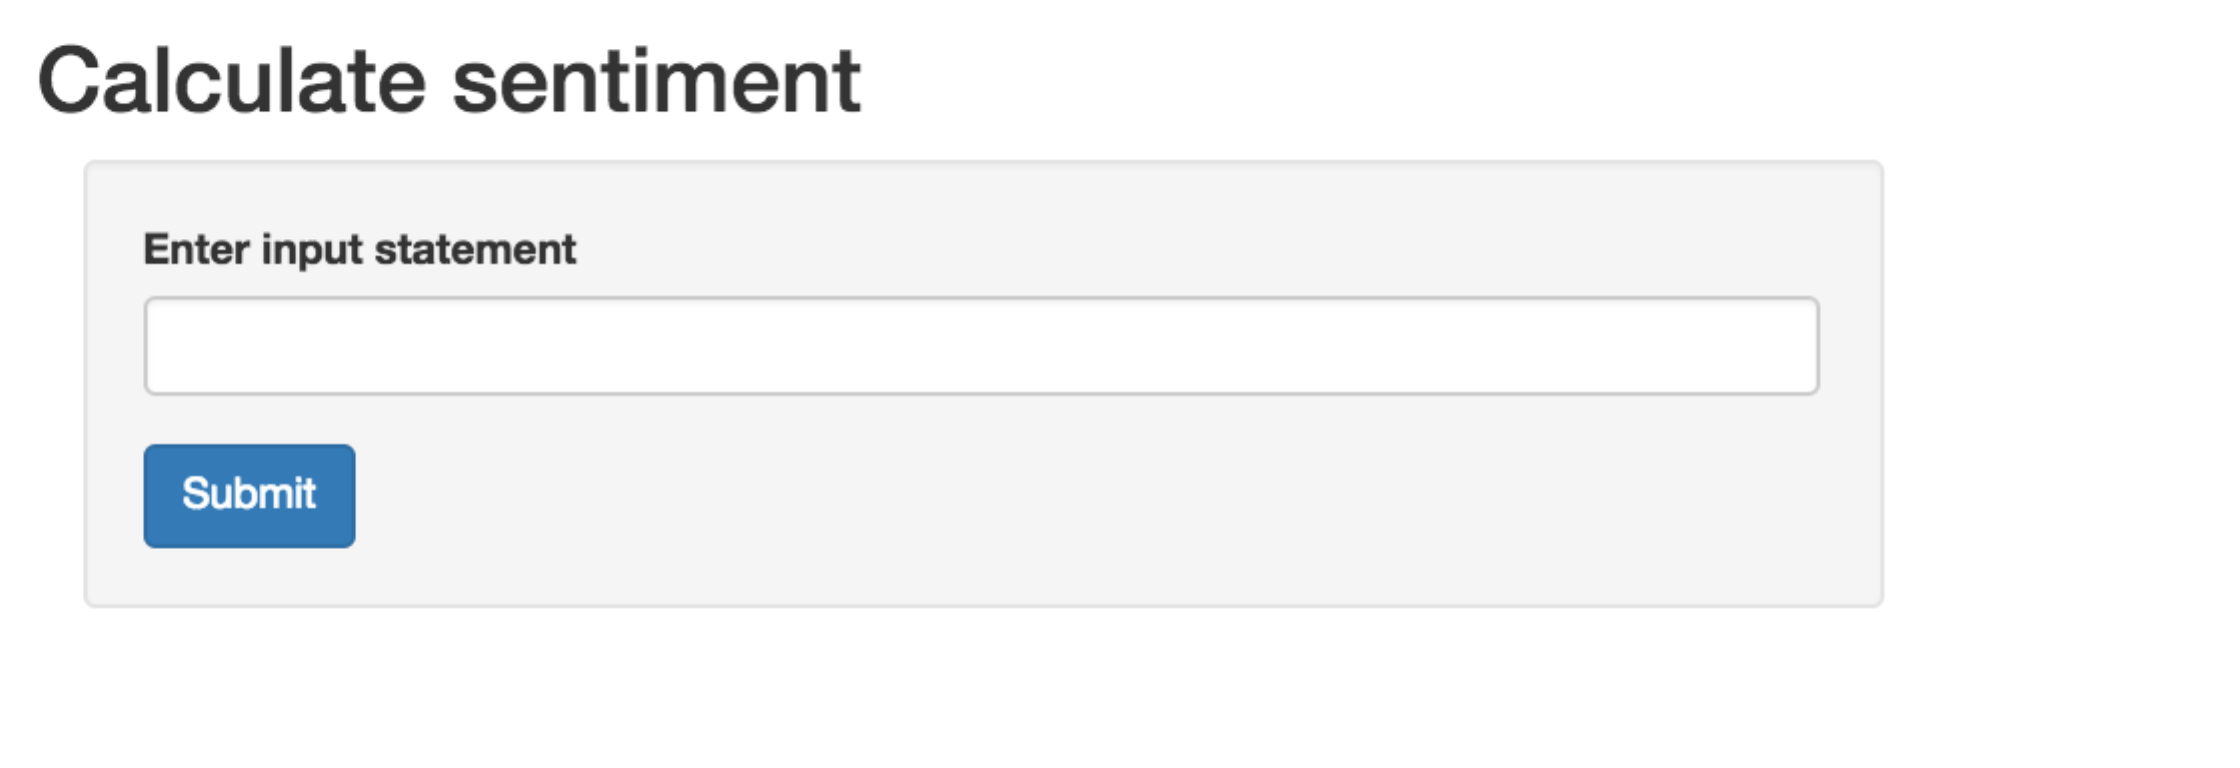 Calculate sentiment
Enter input statement
Submit